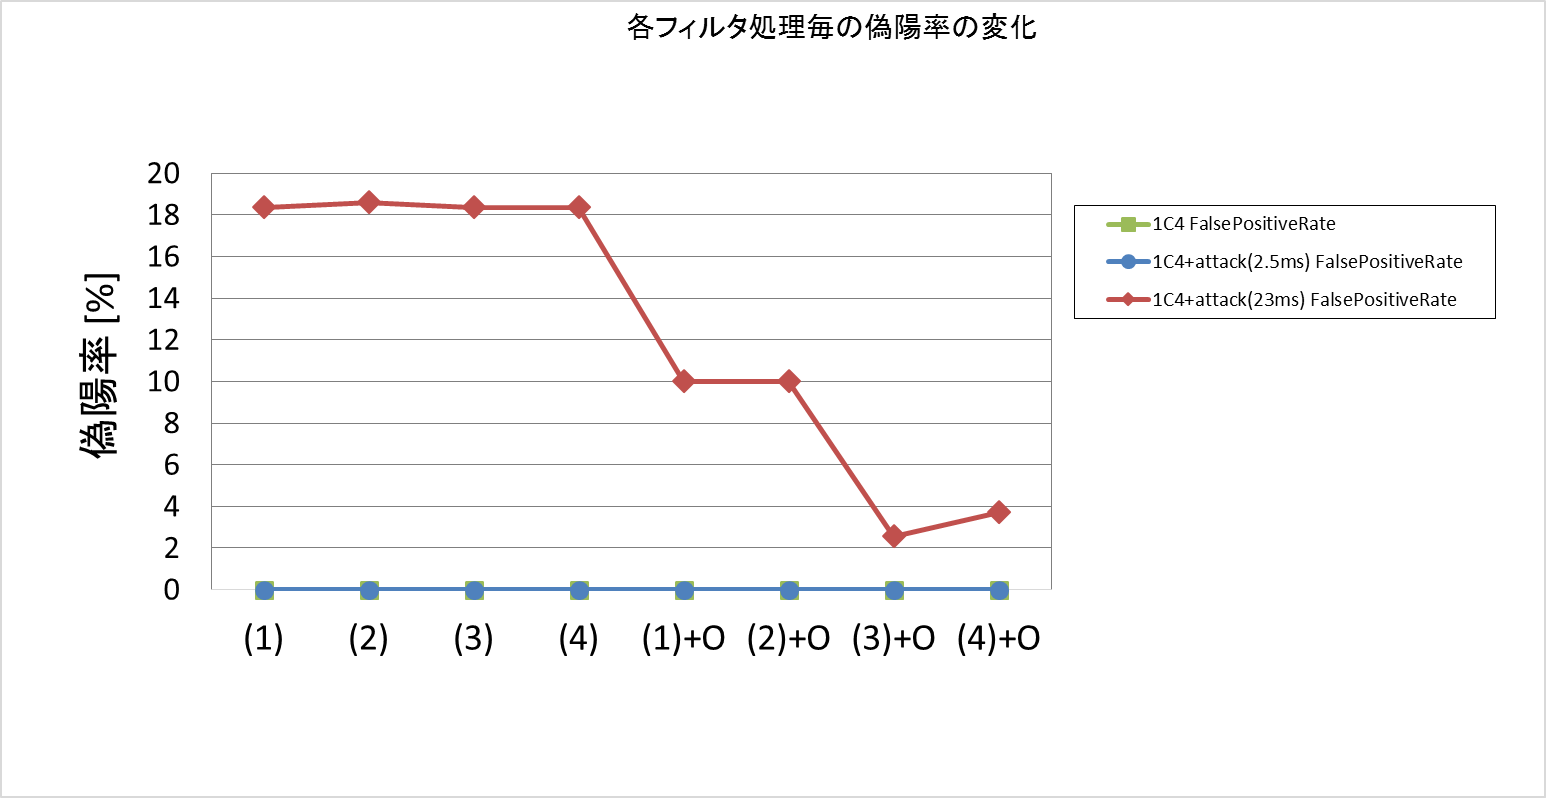 各フィルタ処理毎の偽陽率の変化
偽陽率 [%]
20
18
16
14
12
10
8
6
4
2
0
(1) (2) (3) (4) (1)+O (2)+O (3)+O (4)+O
1C4 FalsePositiveRate
1C4+attack(2.5ms) FalsePositiveRate
1C4+attack(23ms) FalsePositiveRate